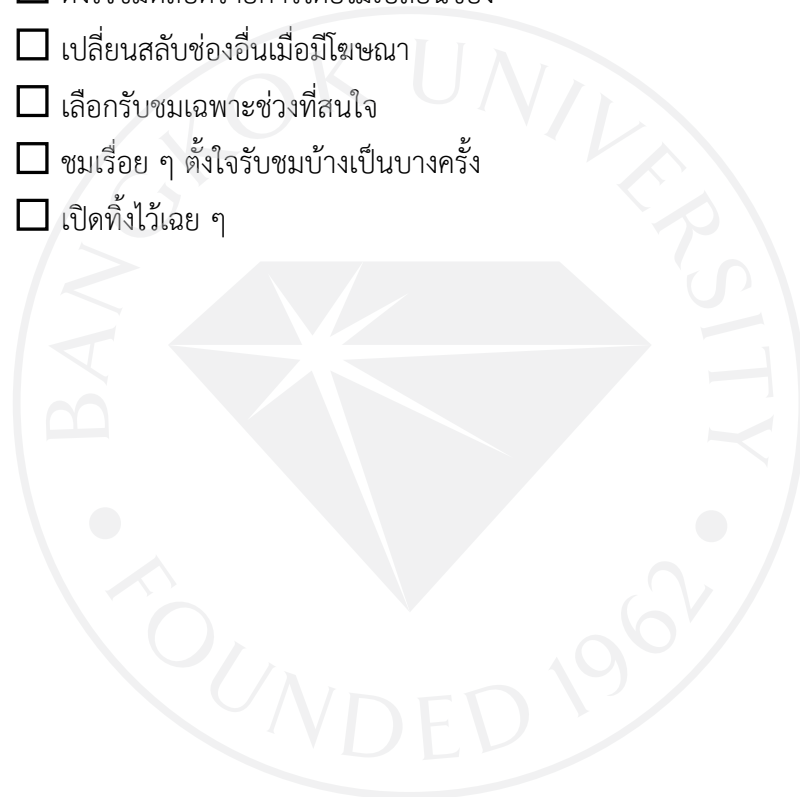 ☐ เปลี่ยนสลับช่องอื่นเมื่อมีโฆษณา
☐ เลือกรับชมเฉพาะช่วงที่สนใจ
☐ ชมเรื่อย ๆ ตั้งใจรับชมบ้างเป็นบางครั้ง
☐ เปิดทิ้งไว้เฉย ๆ
BANGKOK UNIVERSITY
FOUNDED 1962